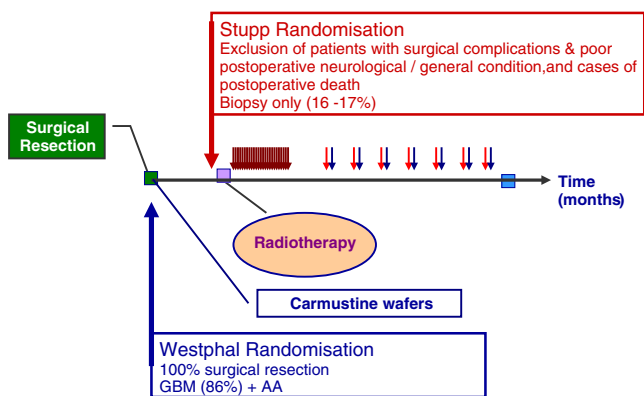 Stupp Randomisation
Exclusion of patients with surgical complications & poor
postoperative neurological / general condition,and cases of
postoperative death
Biopsy only (16 -17%)
Surgical
Resection
Time
(months)
Radiotherapy
Carmustine wafers
Westphal Randomisation
100% surgical resection
GBM (86%) + AA